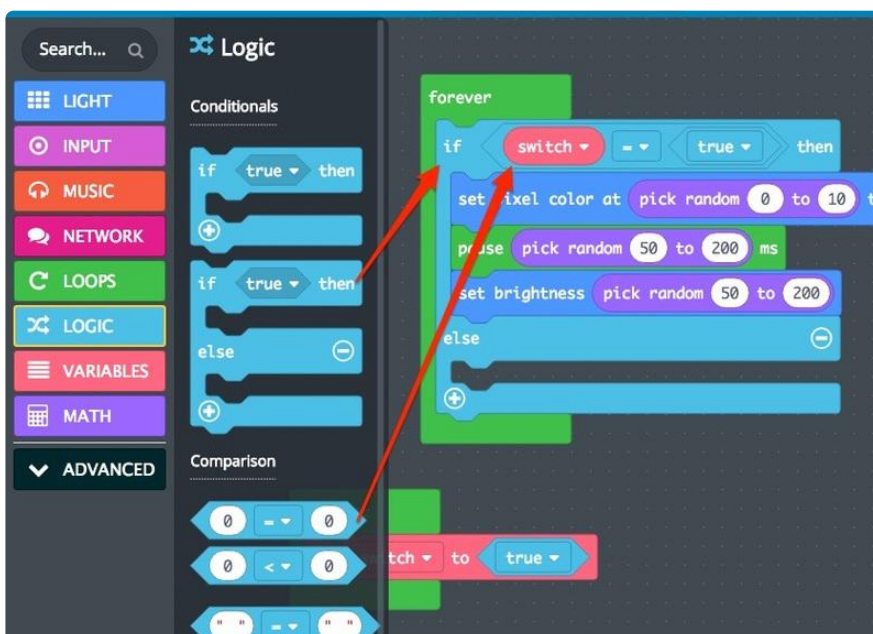 Search...
LIGHT
INPUT
MUSIC
NETWORK
LOOPS
LOGIC
VARIABLES
MATH
ADVANCED
Logic
Conditionals
if true then
if true then
else
Comparison
0 = 0
0 < 0
" " = " "
forever
if switch = true then
set pixel color at pick random 0 to 10
pause pick random 50 to 200 ms
set brightness pick random 50 to 200
else
tch to true